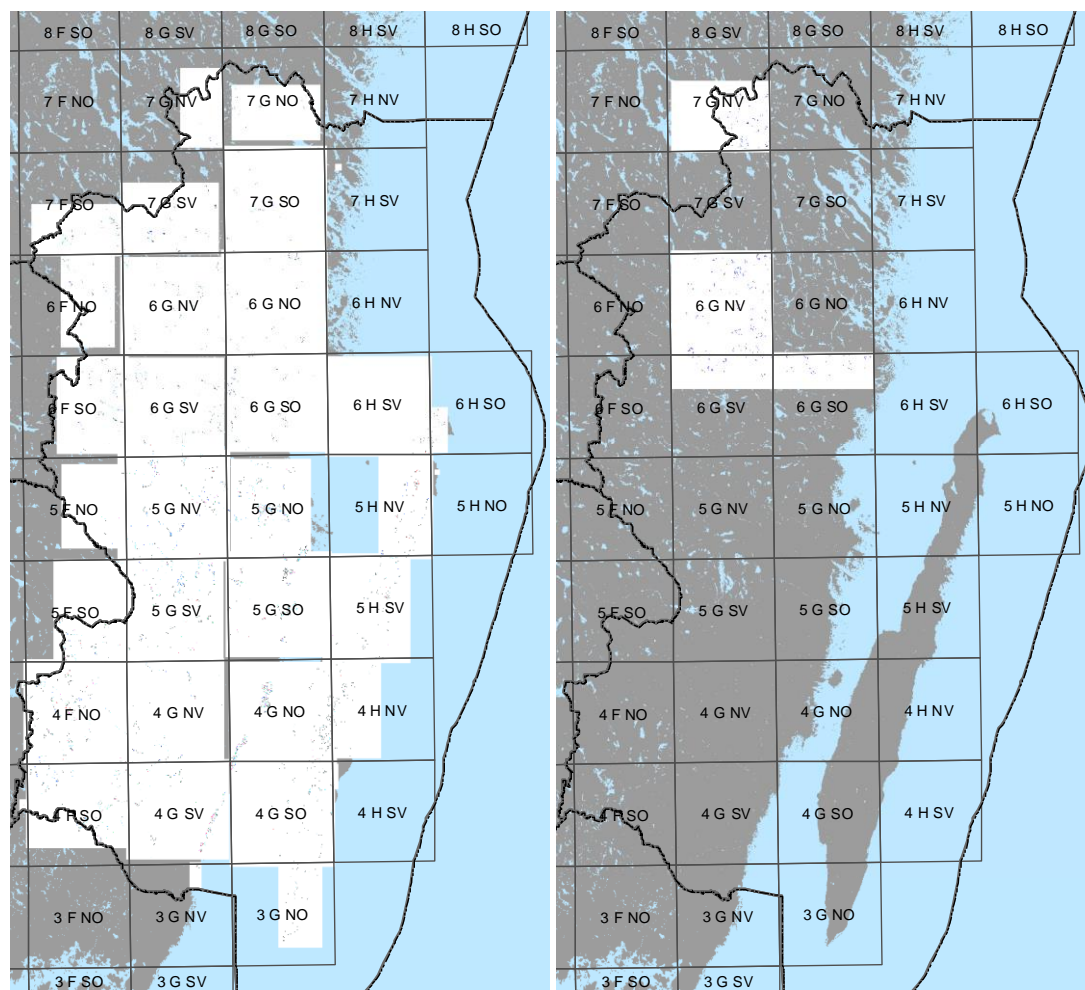 8 F SO 8 G SV 8 G SO 8 H SV 8 H SO
7 F NO 7 G NV 7 G NO 7 H NV
7 F SO 7 G SV 7 G SO 7 H SV
6 F NO 6 G NV 6 G NO 6 H NV
6 F SO 6 G SV 6 G SO 6 H SV 6 H SO
5 F NO 5 G NV 5 G NO 5 H NV 5 H NO
5 F SO 5 G SV 5 G SO 5 H SV
4 F NO 4 G NV 4 G NO 4 H NV
4 F SO 4 G SV 4 G SO 4 H SV
3 F NO 3 G NV 3 G NO
3 F SO 3 G SV
8 F SO 8 G SV 8 G SO 8 H SV 8 H SO
7 F NO 7 G NV 7 G NO 7 H NV
7 F SO 7 G SV 7 G SO 7 H SV
6 F NO 6 G NV 6 G NO 6 H NV
6 F SO 6 G SV 6 G SO 6 H SV 6 H SO
5 F NO 5 G NV 5 G NO 5 H NV 5 H NO
5 F SO 5 G SV 5 G SO 5 H SV
4 F NO 4 G NV 4 G NO 4 H NV
4 F SO 4 G SV 4 G SO 4 H SV
3 F NO 3 G NV 3 G NO
3 F SO 3 G SV